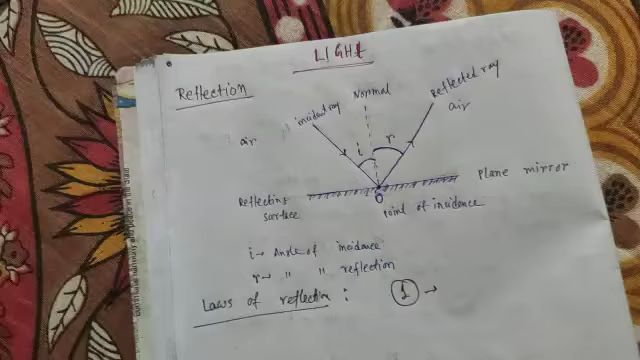 LIGHt
Reflection
Normal
incident ray
Reflected ray
air
air
i
r
Plane mirror
Reflecting
surface
O
point of incidence
i → Angle of incidence
r → " " reflection
Laws of reflection : 1 →